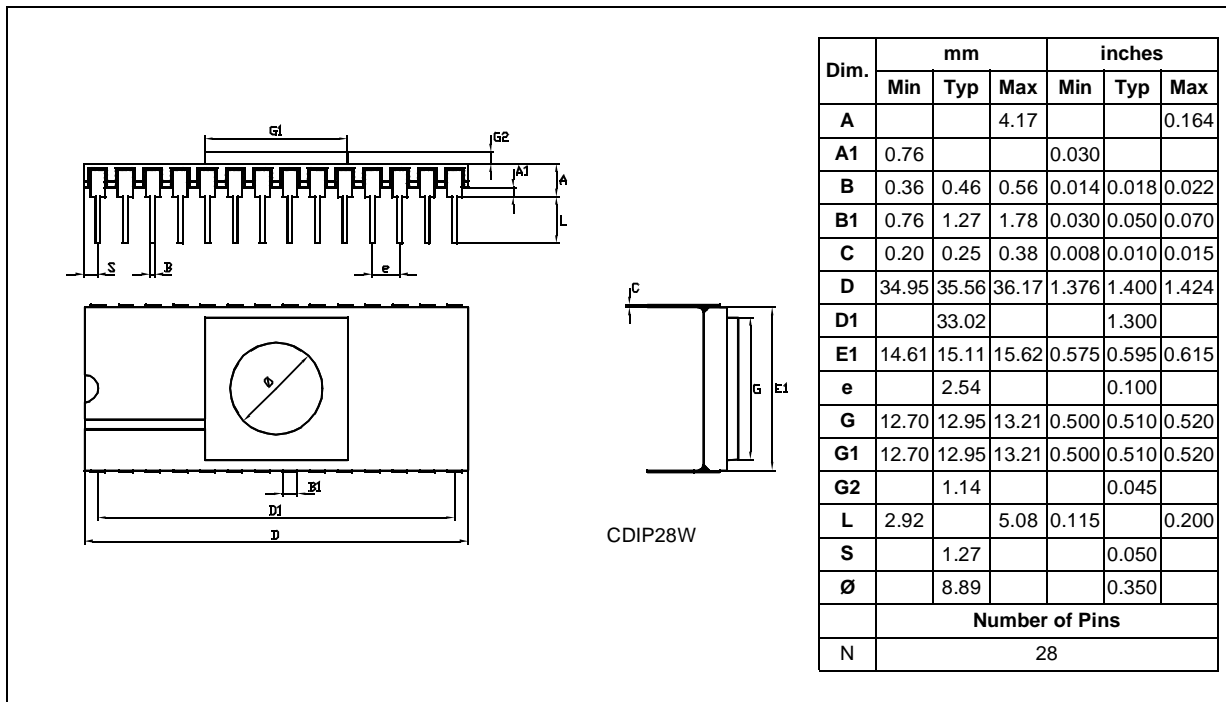 G1
G2
A1
A
L
S
B
e
C
Ø
G
E1
B1
D1
D
CDIP28W
Dim. mm inches
Min Typ Max Min Typ Max
A 4.17 0.164
A1 0.76 0.030
B 0.36 0.46 0.56 0.014 0.018 0.022
B1 0.76 1.27 1.78 0.030 0.050 0.070
C 0.20 0.25 0.38 0.008 0.010 0.015
D 34.95 35.56 36.17 1.376 1.400 1.424
D1 33.02 1.300
E1 14.61 15.11 15.62 0.575 0.595 0.615
e 2.54 0.100
G 12.70 12.95 13.21 0.500 0.510 0.520
G1 12.70 12.95 13.21 0.500 0.510 0.520
G2 1.14 0.045
L 2.92 5.08 0.115 0.200
S 1.27 0.050
Ø 8.89 0.350
Number of Pins
N 28